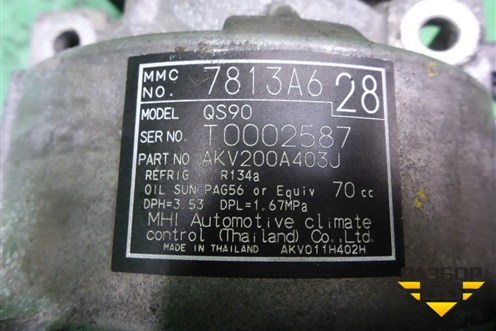 MMC NO. 7813A6 28
MODEL QS90
SER NO. T0002587
PART NO. AKV200A403J
REFRIG R134a
OIL SUN PAG56 or Equiv 70 cc
DPH=3.53 DPL=1.67MPa
MHI Automotive climate
control (Thailand) Co.,Ltd.
MADE IN THAILAND AKV011H402H
РАЗБОР